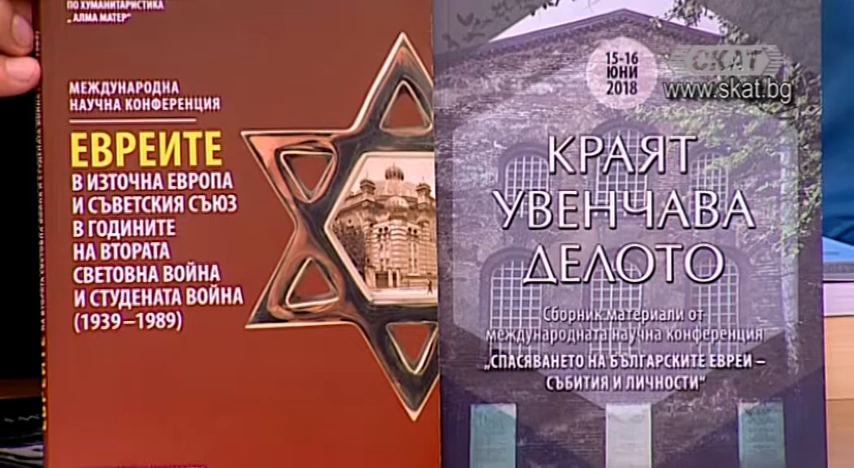 ПО ХУМАНИТАРИСТИКА
„АЛМА МАТЕР"
МЕЖДУНАРОДНА
НАУЧНА КОНФЕРЕНЦИЯ
ЕВРЕИТЕ
В ИЗТОЧНА ЕВРОПА
И СЪВЕТСКИЯ СЪЮЗ
В ГОДИНИТЕ
НА ВТОРАТА
СВЕТОВНА ВОЙНА
И СТУДЕНАТА ВОЙНА
(1939–1989)
15-16
ЮНИ
2018
СКАТ
www.skat.bg
КРАЯТ
УВЕНЧАВА
ДЕЛОТО
Сборник материали от
международната научна конференция
„СПАСЯВАНЕТО НА БЪЛГАРСКИТЕ ЕВРЕИ –
СЪБИТИЯ И ЛИЧНОСТИ"